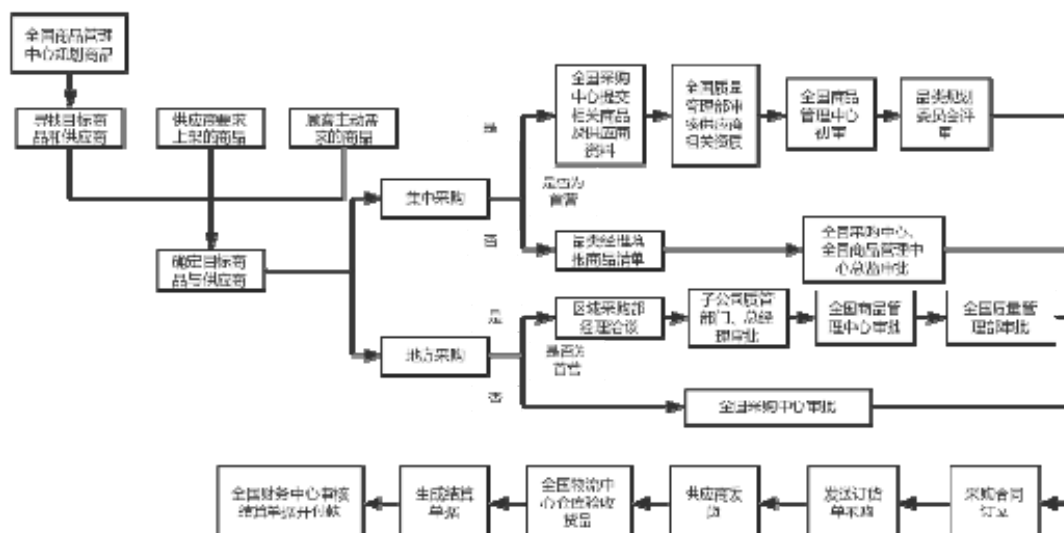 全国商品管理
中心规划商品
寻找目标商
品和供应商
供应商要求
上架的商品
顾客主动需
求的商品
确定目标商
品与供应商
集中采购
地方采购
是
是否为
首营
否
全国采购
中心提交
相关商品
及供应商
资料
全国质量
管理部审
核供应商
相关资质
全国商品
管理中心
初审
品类规划
委员会评
审
品类经理填
报商品清单
全国采购中心、
全国商品管理中
心总监审批
是
是否为
首营
否
区域采购部
经理洽谈
子公司质管
部门、总经
理审批
全国商品管
理中心审批
全国质量管
理部审批
全国采购中心审批
采购合同
订立
发送订货
单采购
供应商发
货
全国物流中
心仓库验收
货品
生成结算
单据
全国财务中心审核
结算单据并付款